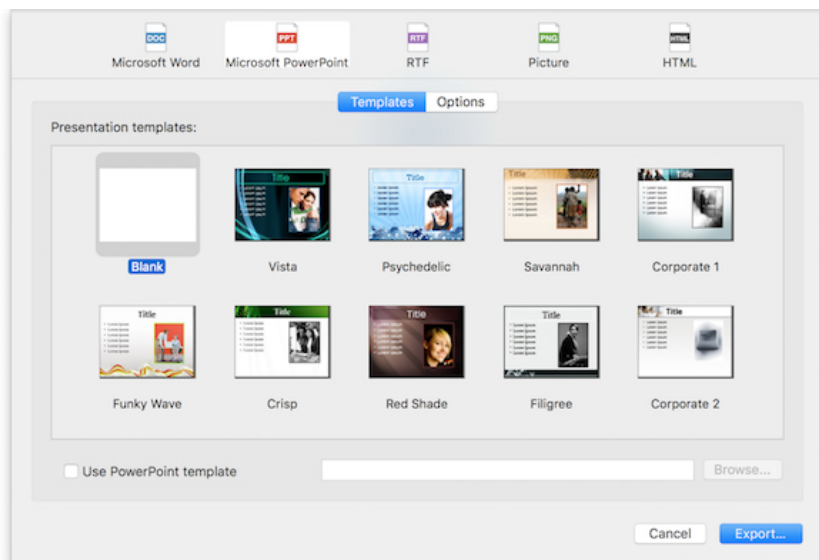 DOC PPT RTF PNG HTML
Microsoft Word Microsoft PowerPoint RTF Picture HTML
Templates Options
Presentation templates:
Title Title Title Title
Blank Vista Psychedelic Savannah Corporate 1
Title Title Title Title Title
Funky Wave Crisp Red Shade Filigree Corporate 2
Use PowerPoint template Browse...
Cancel Export...